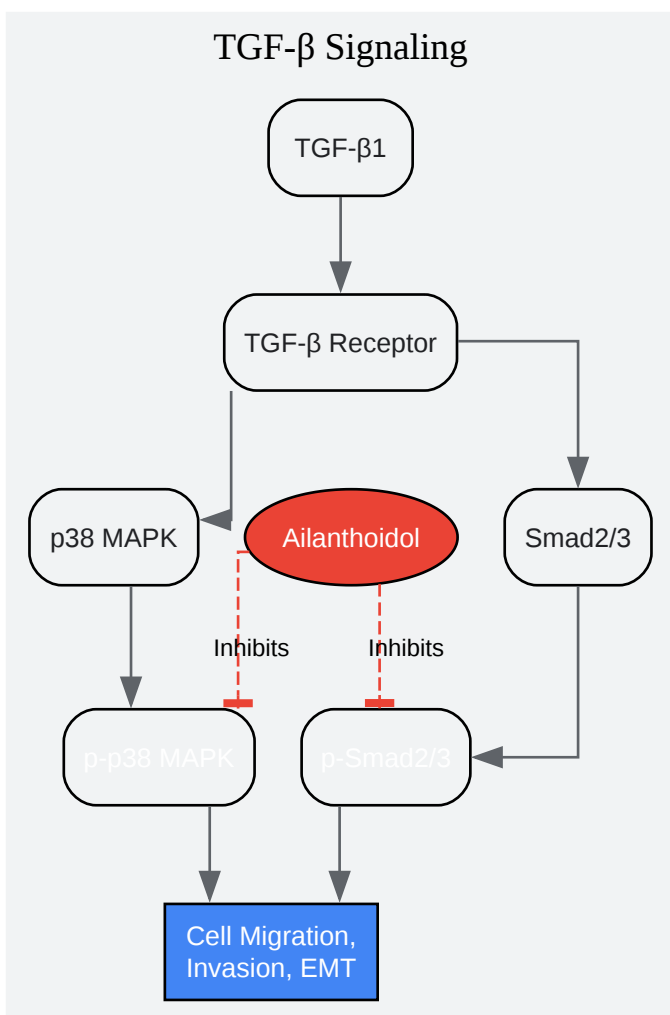 TGF-β Signaling
TGF-β1
TGF-β Receptor
p38 MAPK
Ailanthoidol
Smad2/3
Inhibits
Inhibits
p-p38 MAPK
p-Smad2/3
Cell Migration,
Invasion, EMT